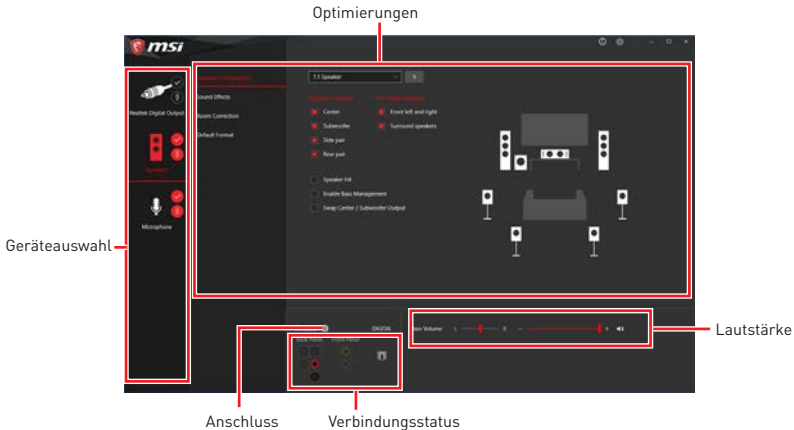 Optimierungen
msi
7.1 Speaker
Speaker Configuration
Sound Effects
Room Correction
Default Format
Realtek Digital Output
Speakers
Microphone
Center
Subwoofer
Side pair
Rear pair
Front left and right
Surround speakers
Speaker Fill
Enable Bass Management
Swap Center / Subwoofer Output
Geräteauswahl
DIGITAL
Main Volume
L
R
Back Panel
Front Panel
Lautstärke
Anschluss
Verbindungsstatus